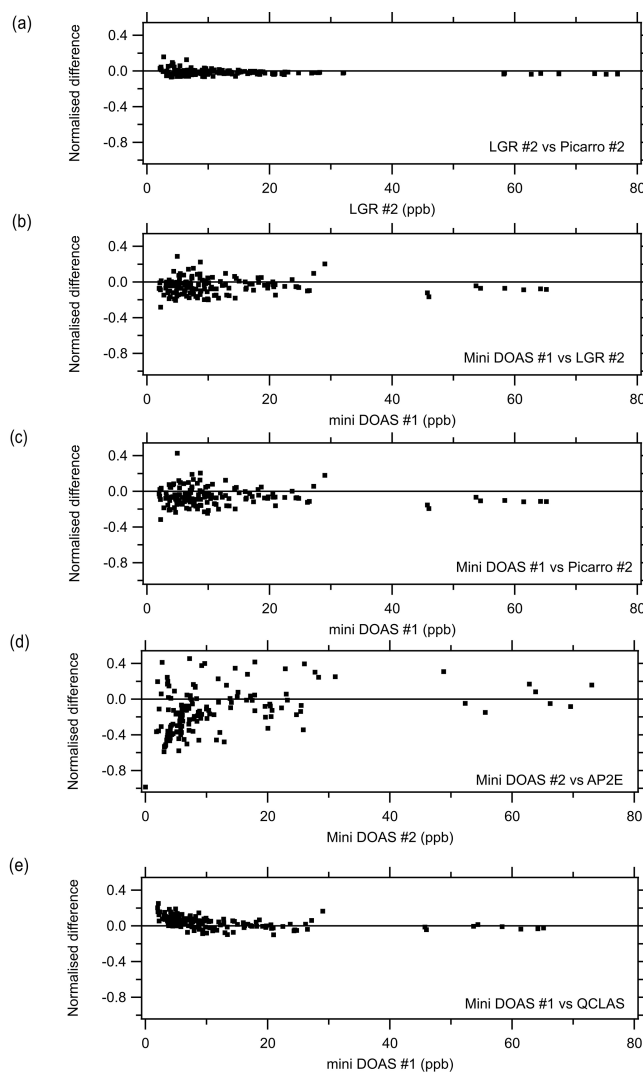 (a)
Normalised difference
0.4
0.0
-0.4
-0.8
LGR #2 vs Picarro #2
0 20 40 60 80
LGR #2 (ppb)
(b)
Normalised difference
0.4
0.0
-0.4
-0.8
Mini DOAS #1 vs LGR #2
0 20 40 60 80
mini DOAS #1 (ppb)
(c)
Normalised difference
0.4
0.0
-0.4
-0.8
Mini DOAS #1 vs Picarro #2
0 20 40 60 80
mini DOAS #1 (ppb)
(d)
Normalised difference
0.4
0.0
-0.4
-0.8
Mini DOAS #2 vs AP2E
0 20 40 60 80
Mini DOAS #2 (ppb)
(e)
Normalised difference
0.4
0.0
-0.4
-0.8
Mini DOAS #1 vs QCLAS
0 20 40 60 80
mini DOAS #1 (ppb)